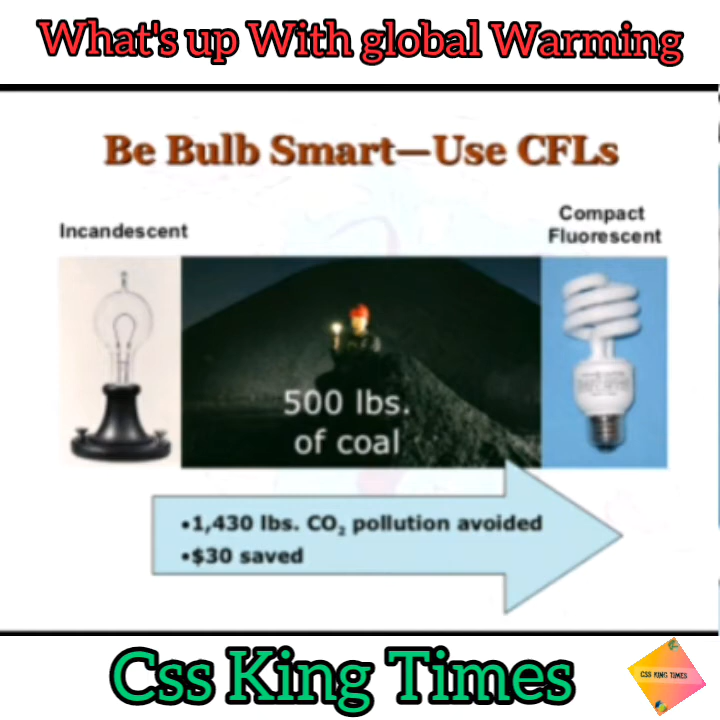 What's up With global Warming
Be Bulb Smart—Use CFLs
Incandescent
Compact
Fluorescent
500 lbs.
of coal
•1,430 lbs. CO₂ pollution avoided
•$30 saved
Css King Times
CSS KING TIMES